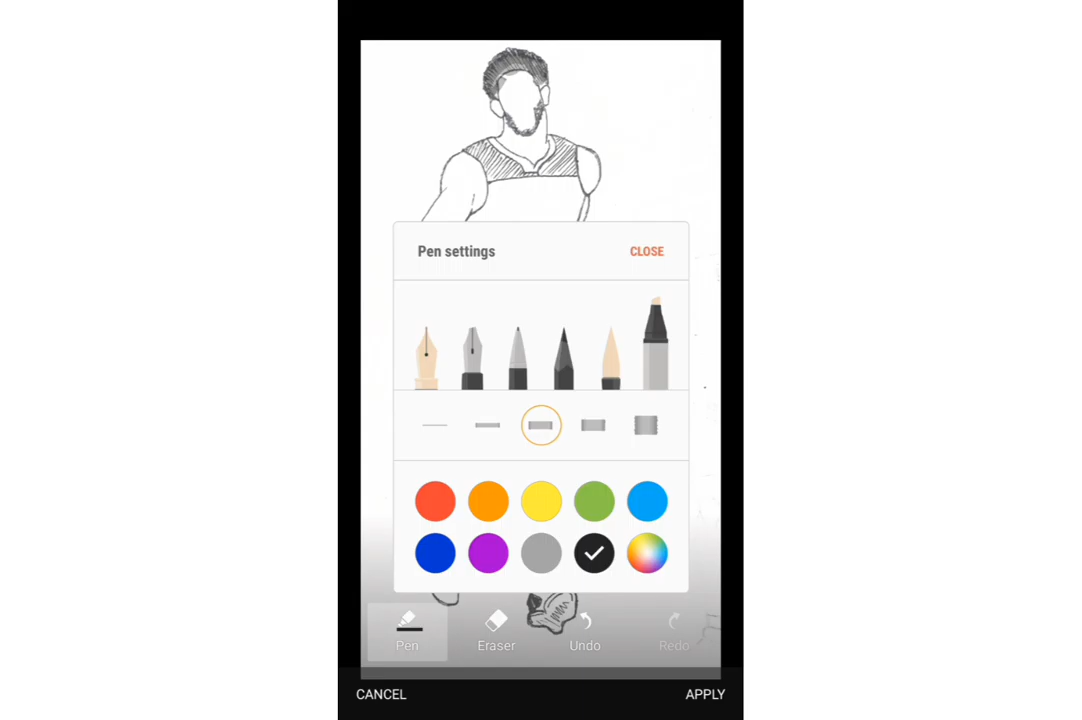 Pen settings
CLOSE
Pen
Eraser
Undo
Redo
CANCEL
APPLY